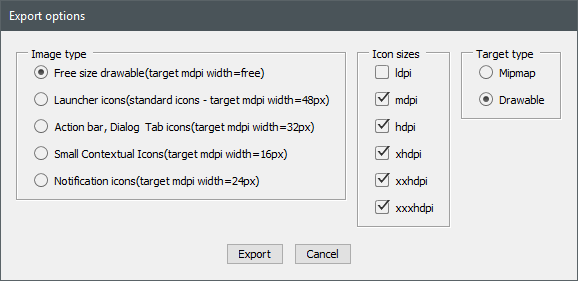 Export options
Image type
Free size drawable(target mdpi width=free)
Launcher icons(standard icons - target mdpi width=48px)
Action bar, Dialog Tab icons(target mdpi width=32px)
Small Contextual Icons(target mdpi width=16px)
Notification icons(target mdpi width=24px)
Icon sizes
ldpi
mdpi
hdpi
xhdpi
xxhdpi
xxxhdpi
Target type
Mipmap
Drawable
Export
Cancel